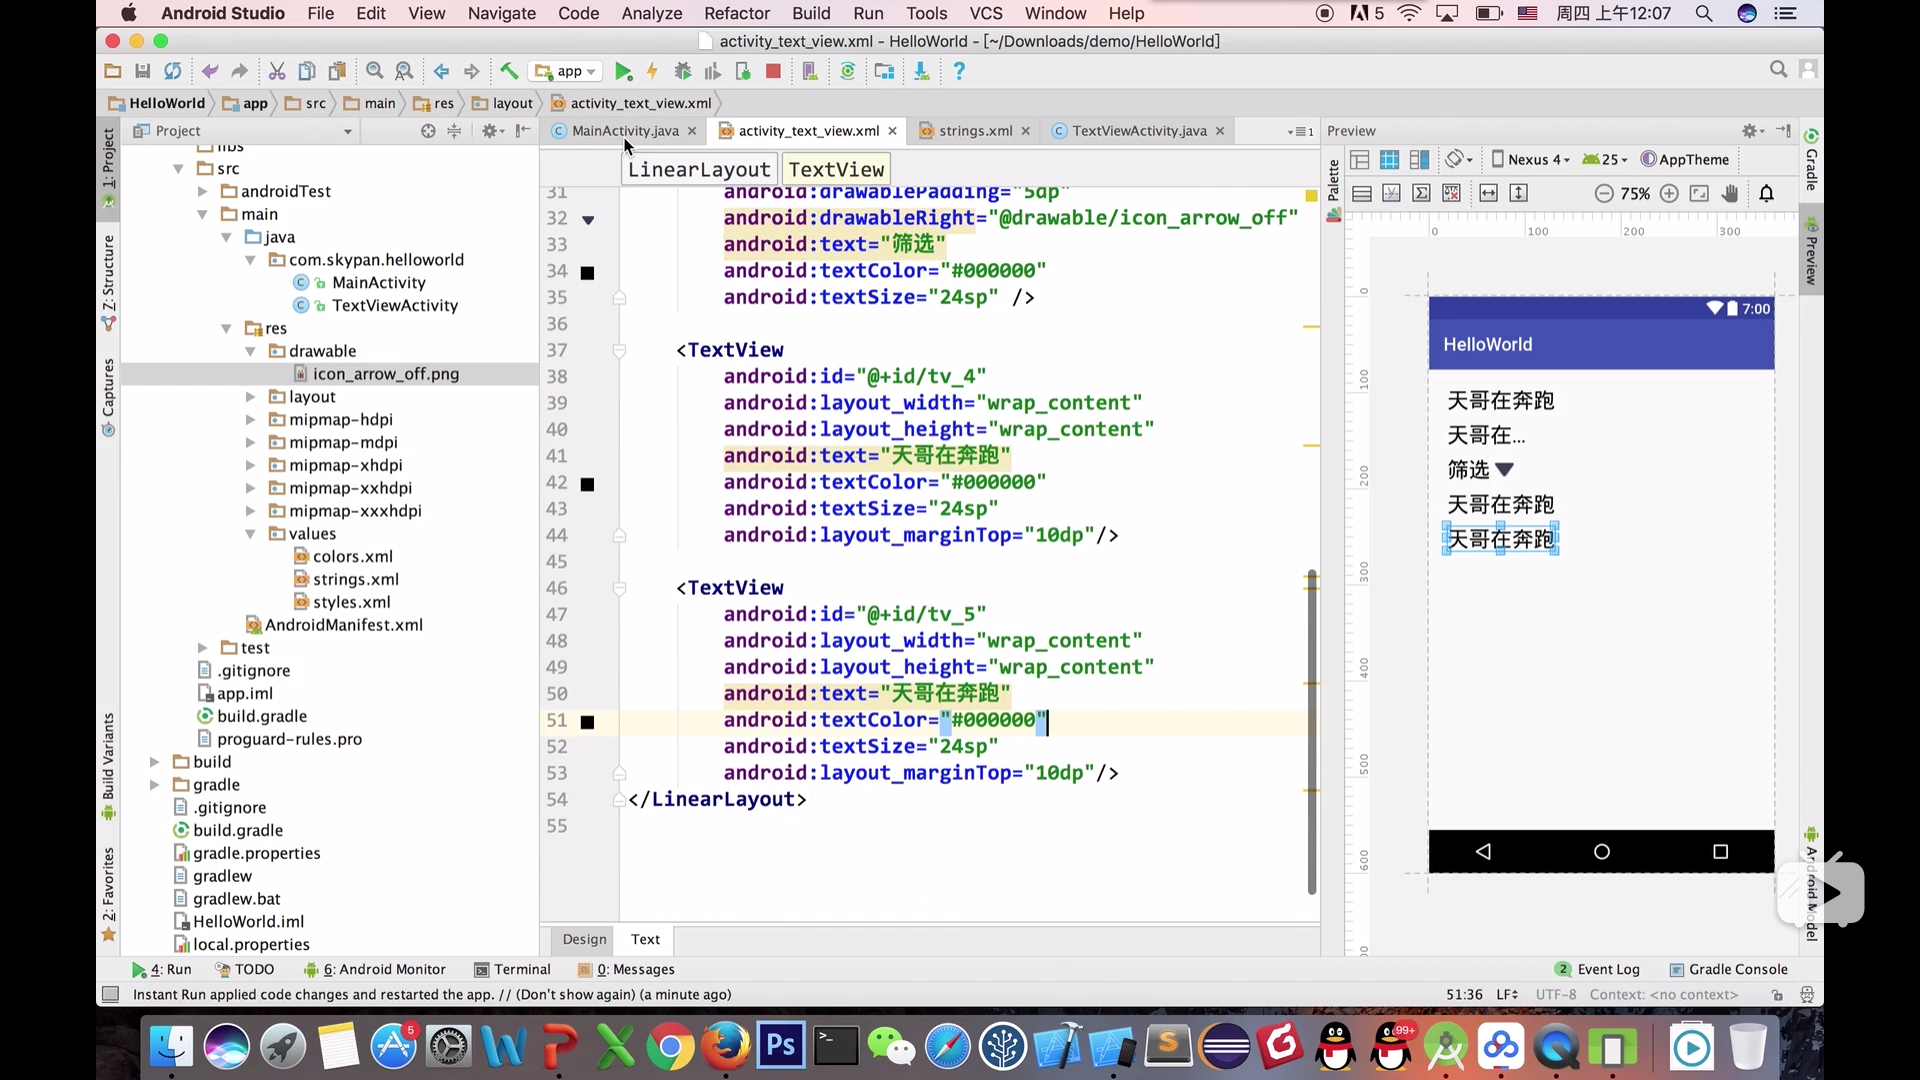 Android Studio File Edit View Navigate Code Analyze Refactor Build Run Tools VCS Window Help 5 周四 上午12:07
activity_text_view.xml - HelloWorld - [~/Downloads/demo/HelloWorld]
app
HelloWorld app src main res layout activity_text_view.xml
Project MainActivity.java activity_text_view.xml strings.xml TextViewActivity.java 1 Preview
LinearLayout TextView
Nexus 4 25 AppTheme
75%
1: Project
Z: Structure
Captures
Build Variants
2: Favorites
libs
src
androidTest
main
java
com.skypan.helloworld
MainActivity
TextViewActivity
res
drawable
icon_arrow_off.png
layout
mipmap-hdpi
mipmap-mdpi
mipmap-xhdpi
mipmap-xxhdpi
mipmap-xxxhdpi
values
colors.xml
strings.xml
styles.xml
AndroidManifest.xml
test
.gitignore
app.iml
build.gradle
proguard-rules.pro
build
gradle
.gitignore
build.gradle
gradle.properties
gradlew
gradlew.bat
HelloWorld.iml
local.properties
31 android:drawablePadding="5dp"
32 android:drawableRight="@drawable/icon_arrow_off"
33 android:text="筛选"
34 android:textColor="#000000"
35 android:textSize="24sp" />
36
37 <TextView
38 android:id="@+id/tv_4"
39 android:layout_width="wrap_content"
40 android:layout_height="wrap_content"
41 android:text="天哥在奔跑"
42 android:textColor="#000000"
43 android:textSize="24sp"
44 android:layout_marginTop="10dp"/>
45
46 <TextView
47 android:id="@+id/tv_5"
48 android:layout_width="wrap_content"
49 android:layout_height="wrap_content"
50 android:text="天哥在奔跑"
51 android:textColor="#000000"
52 android:textSize="24sp"
53 android:layout_marginTop="10dp"/>
54 </LinearLayout>
55
Design Text
Palette
0 100 200 300
0
100
200
300
400
500
600
7:00
HelloWorld
天哥在奔跑
天哥在...
筛选
天哥在奔跑
天哥在奔跑
Gradle
Preview
Android Model
4: Run TODO 6: Android Monitor Terminal 0: Messages 2 Event Log Gradle Console
Instant Run applied code changes and restarted the app. // (Don't show again) (a minute ago) 51:36 LF UTF-8 Context: <no context>
5 Ps 99+